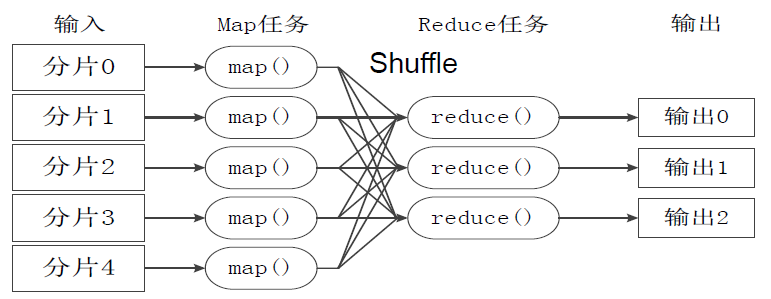 输入 Map任务 Reduce任务 输出
分片0 map() Shuffle
分片1 map() reduce() 输出0
分片2 map() reduce() 输出1
分片3 map() reduce() 输出2
分片4 map()